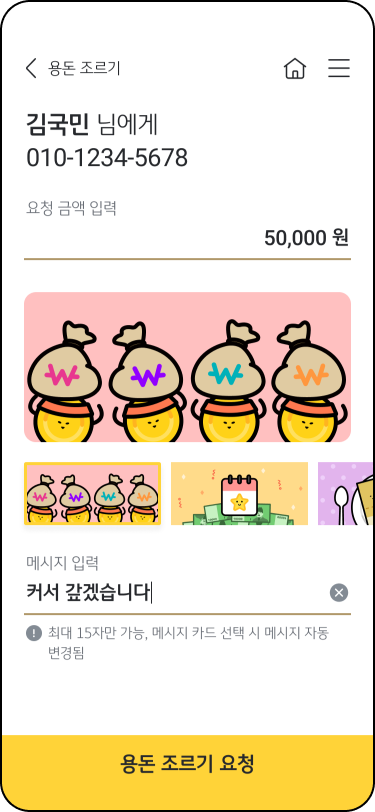 용돈 조르기
김국민 님에게
010-1234-5678
요청 금액 입력
50,000 원
₩ ₩ ₩ ₩
₩ ₩ ₩ ₩
메시지 입력
커서 갚겠습니다
최대 15자만 가능, 메시지 카드 선택 시 메시지 자동
변경됨
용돈 조르기 요청